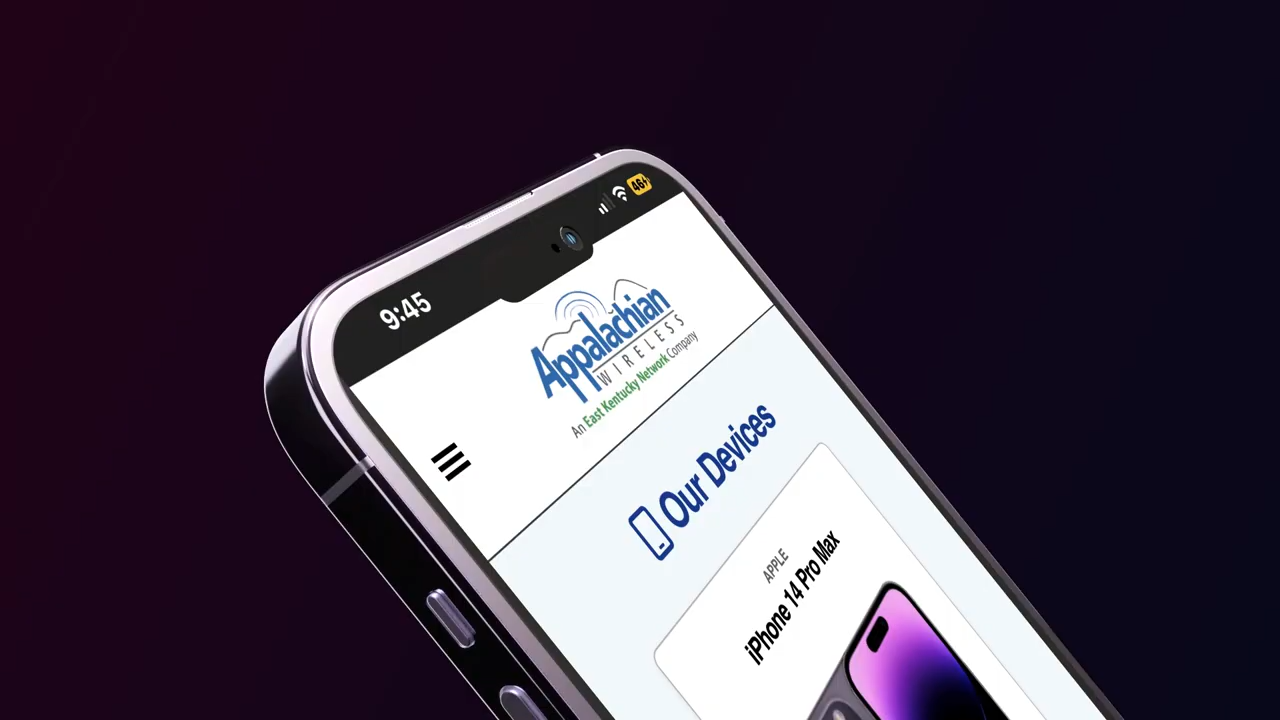 9:45
46
Appalachian
WIRELESS
An East Kentucky Network Company
Our Devices
APPLE
iPhone 14 Pro Max